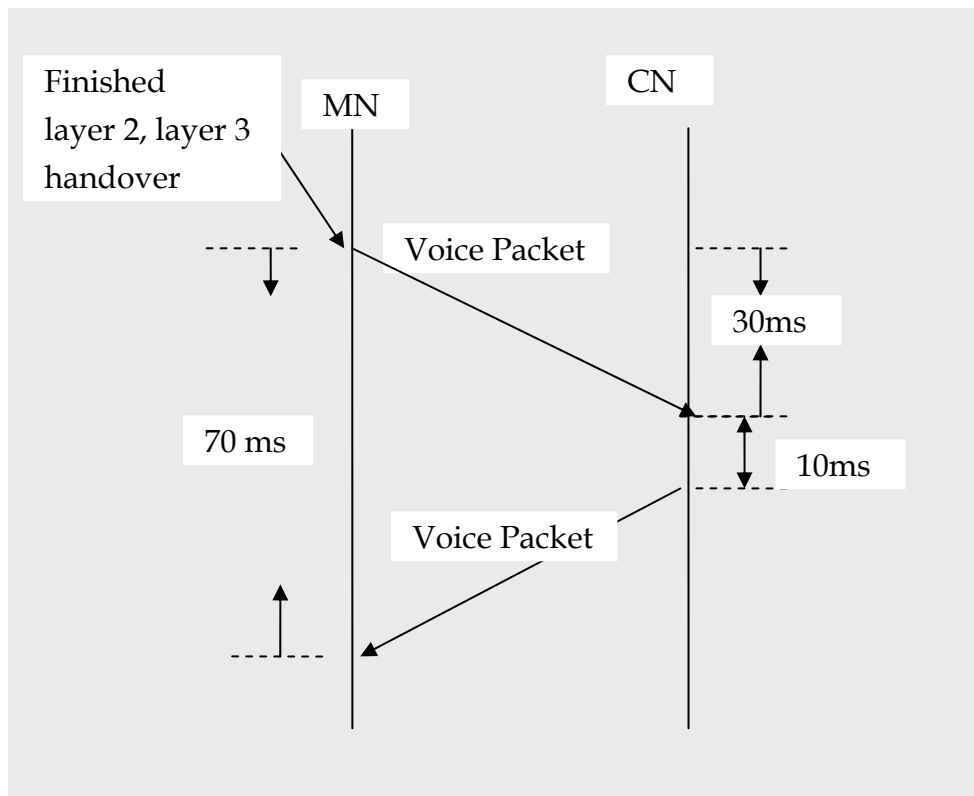 Finished
layer 2, layer 3
handover
MN
CN
Voice Packet
30ms
70 ms
10ms
Voice Packet